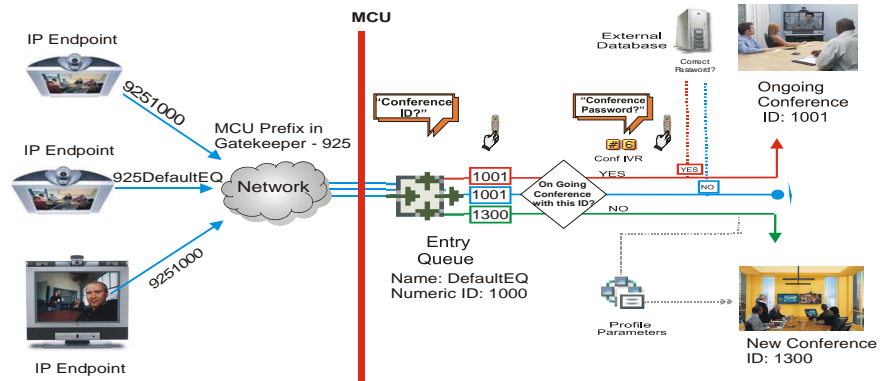 MCU
IP Endpoint
9251000
IP Endpoint
925DefaultEQ
9251000
IP Endpoint
MCU Prefix in
Gatekeeper - 925
Network
"Conference
ID?"
Entry
Queue
Name: DefaultEQ
Numeric ID: 1000
1001
1001
1300
"Conference
Password?"
# 6
Conf IVR
On Going
Conference
with this ID?
YES
NO
External
Database
Correct
Password?
YES
NO
Ongoing
Conference
ID: 1001
Profile
Parameters
New Conference
ID: 1300